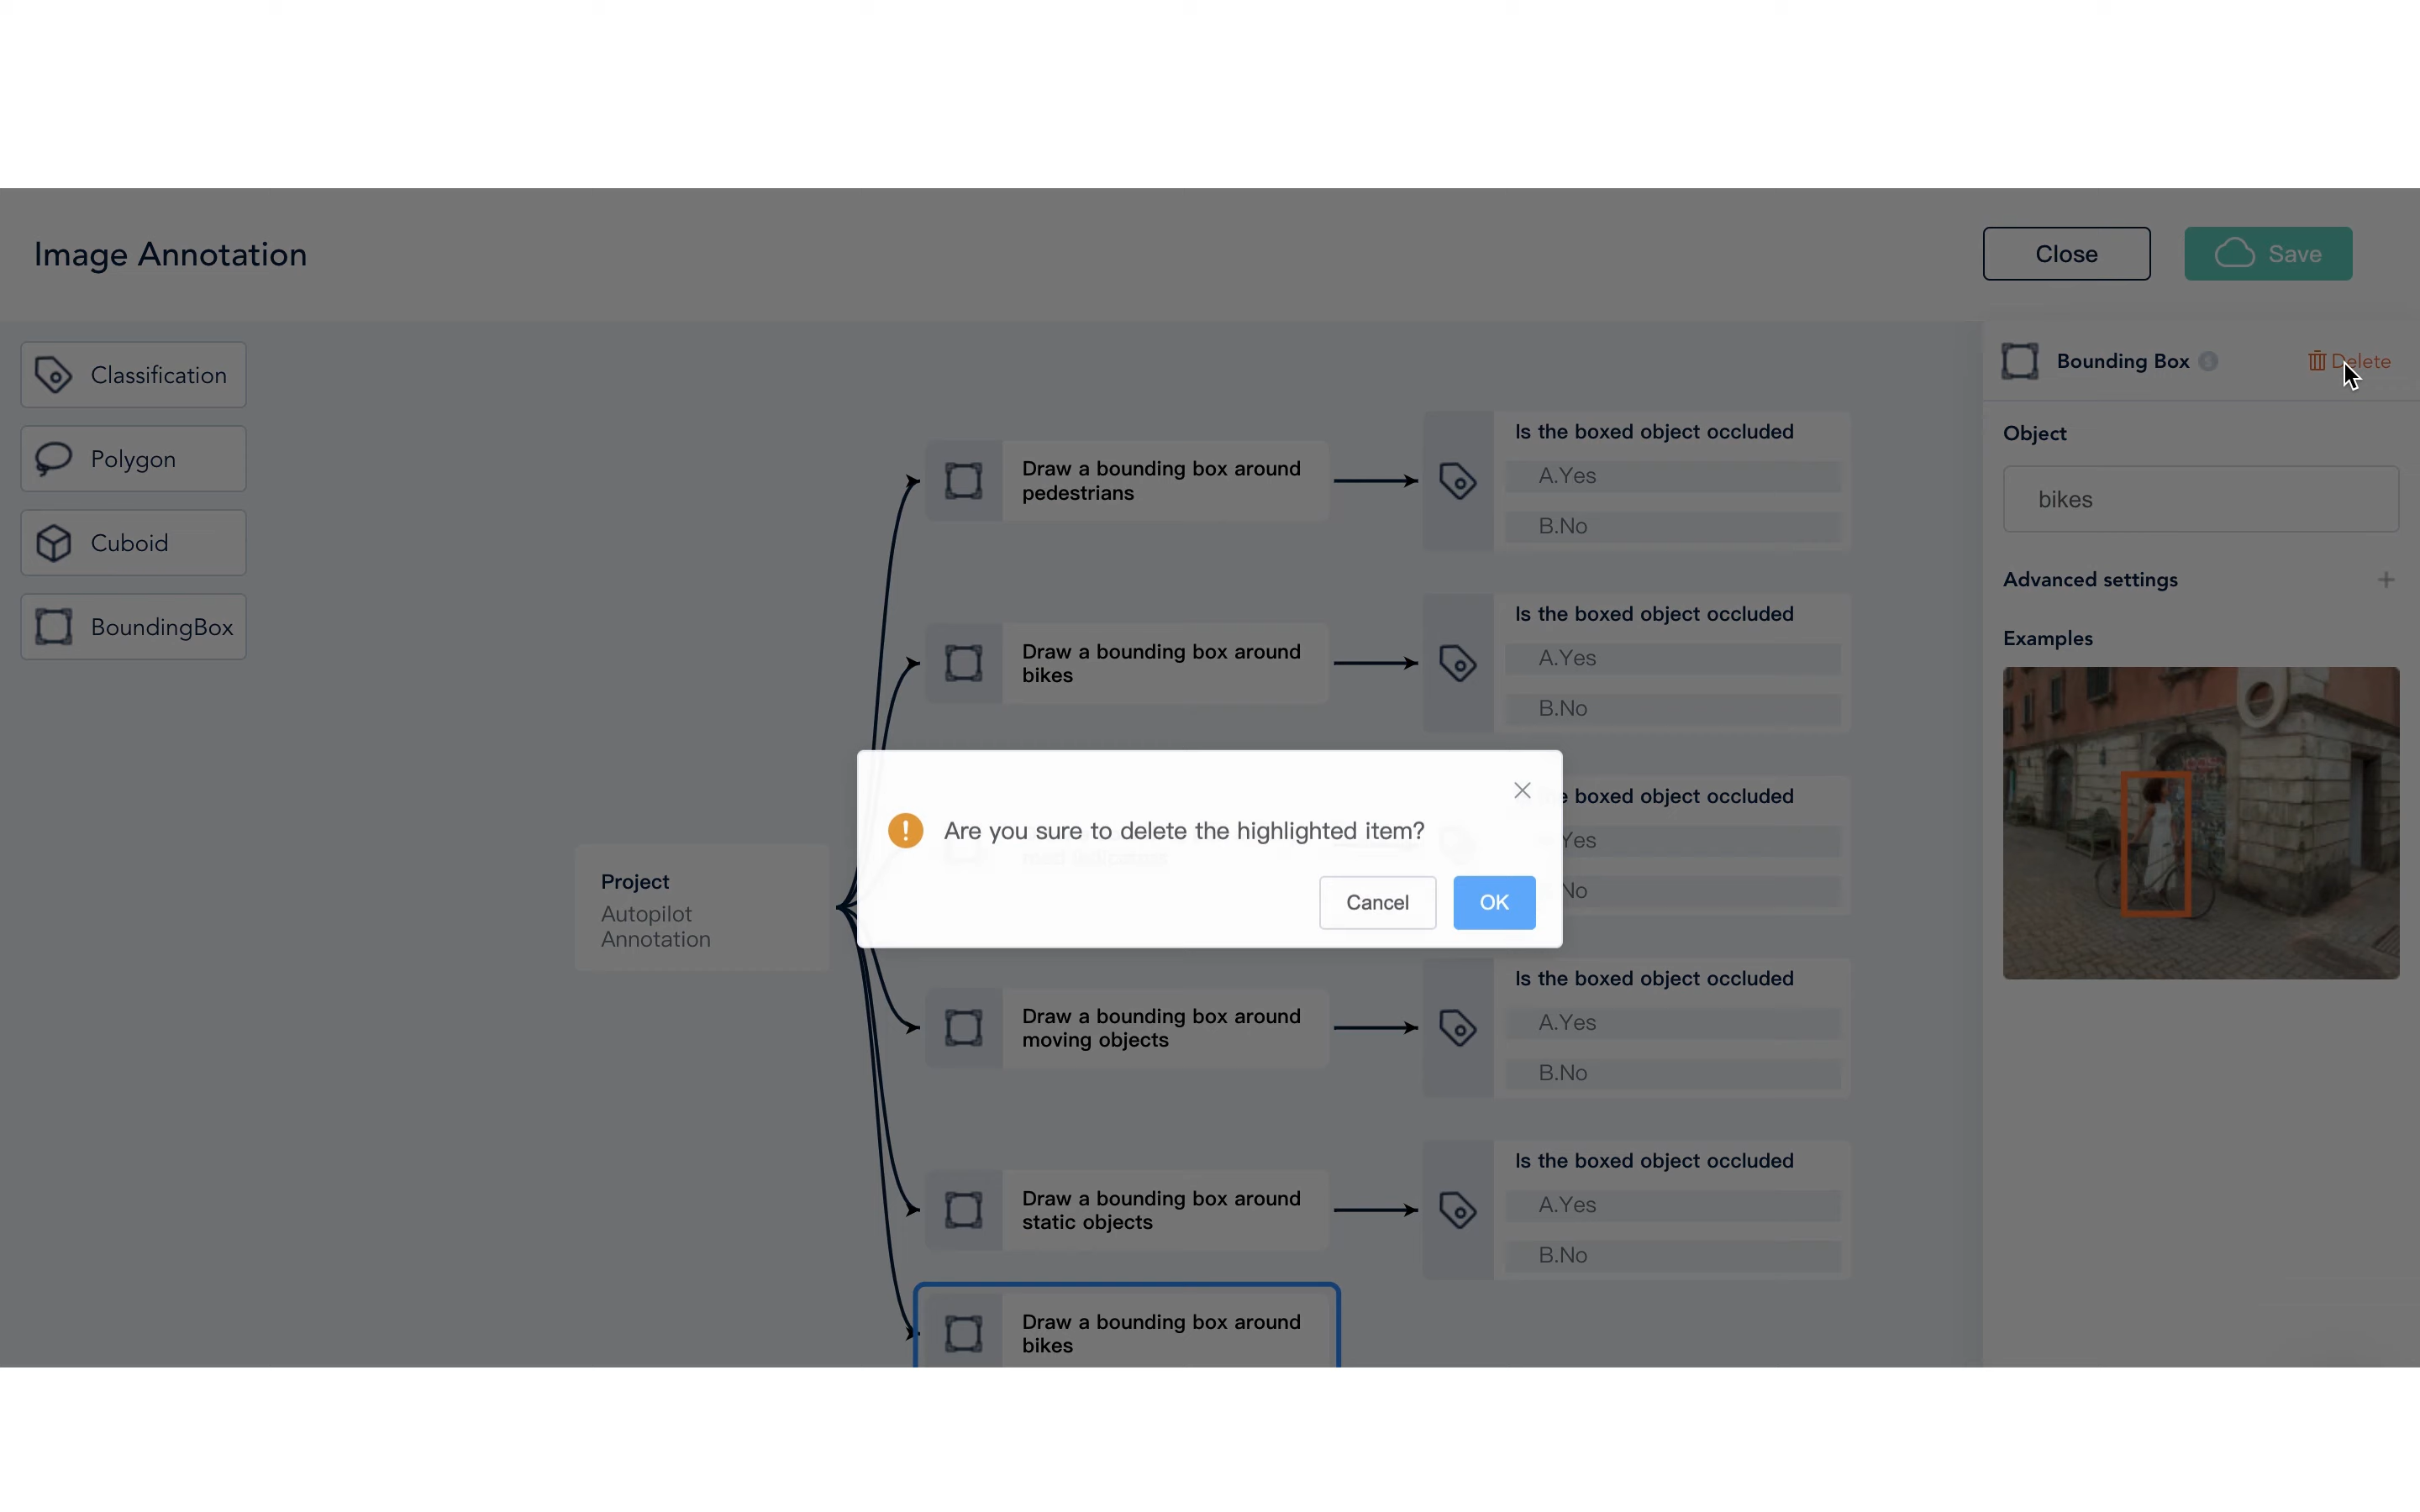 Image Annotation
Close
Save
Classification
Polygon
Cuboid
BoundingBox
Project
Autopilot
Annotation
Draw a bounding box around
pedestrians
Is the boxed object occluded
A.Yes
B.No
Draw a bounding box around
bikes
Is the boxed object occluded
A.Yes
B.No
boxed object occluded
Yes
No
Are you sure to delete the highlighted item?
Cancel
OK
Draw a bounding box around
moving objects
Is the boxed object occluded
A.Yes
B.No
Draw a bounding box around
static objects
Is the boxed object occluded
A.Yes
B.No
Draw a bounding box around
bikes
Bounding Box
Delete
Object
bikes
Advanced settings
Examples